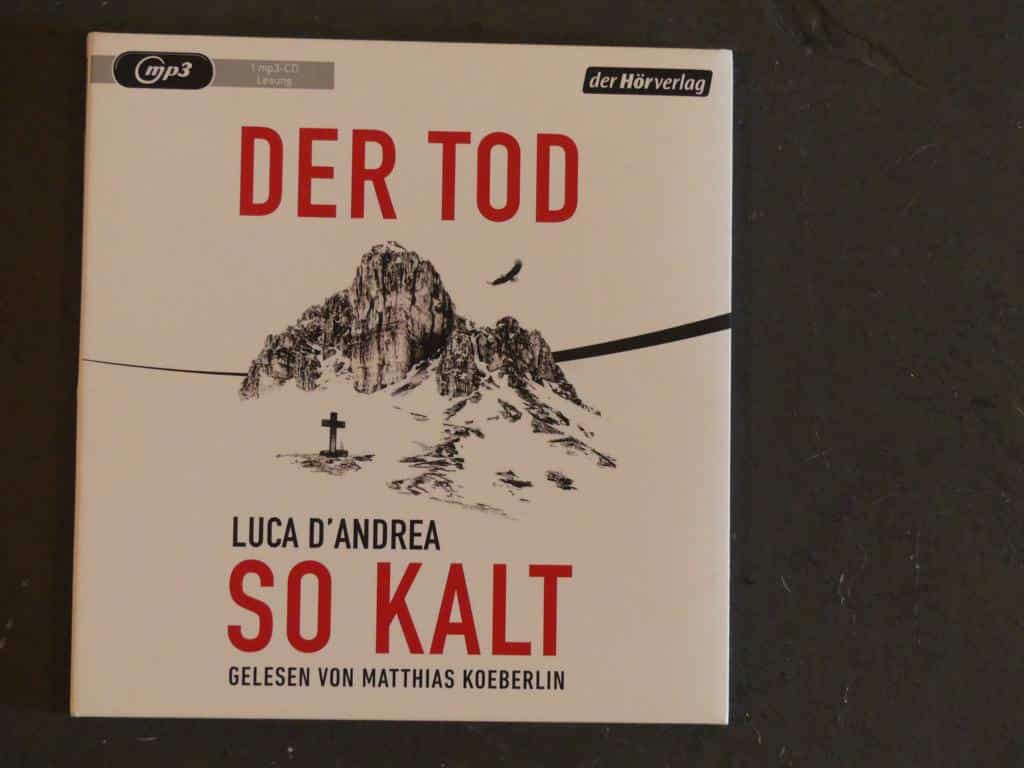 mp3
1 mp3-CD
Lesung
der Hörverlag
DER TOD
LUCA D'ANDREA
SO KALT
GELESEN VON MATTHIAS KOEBERLIN